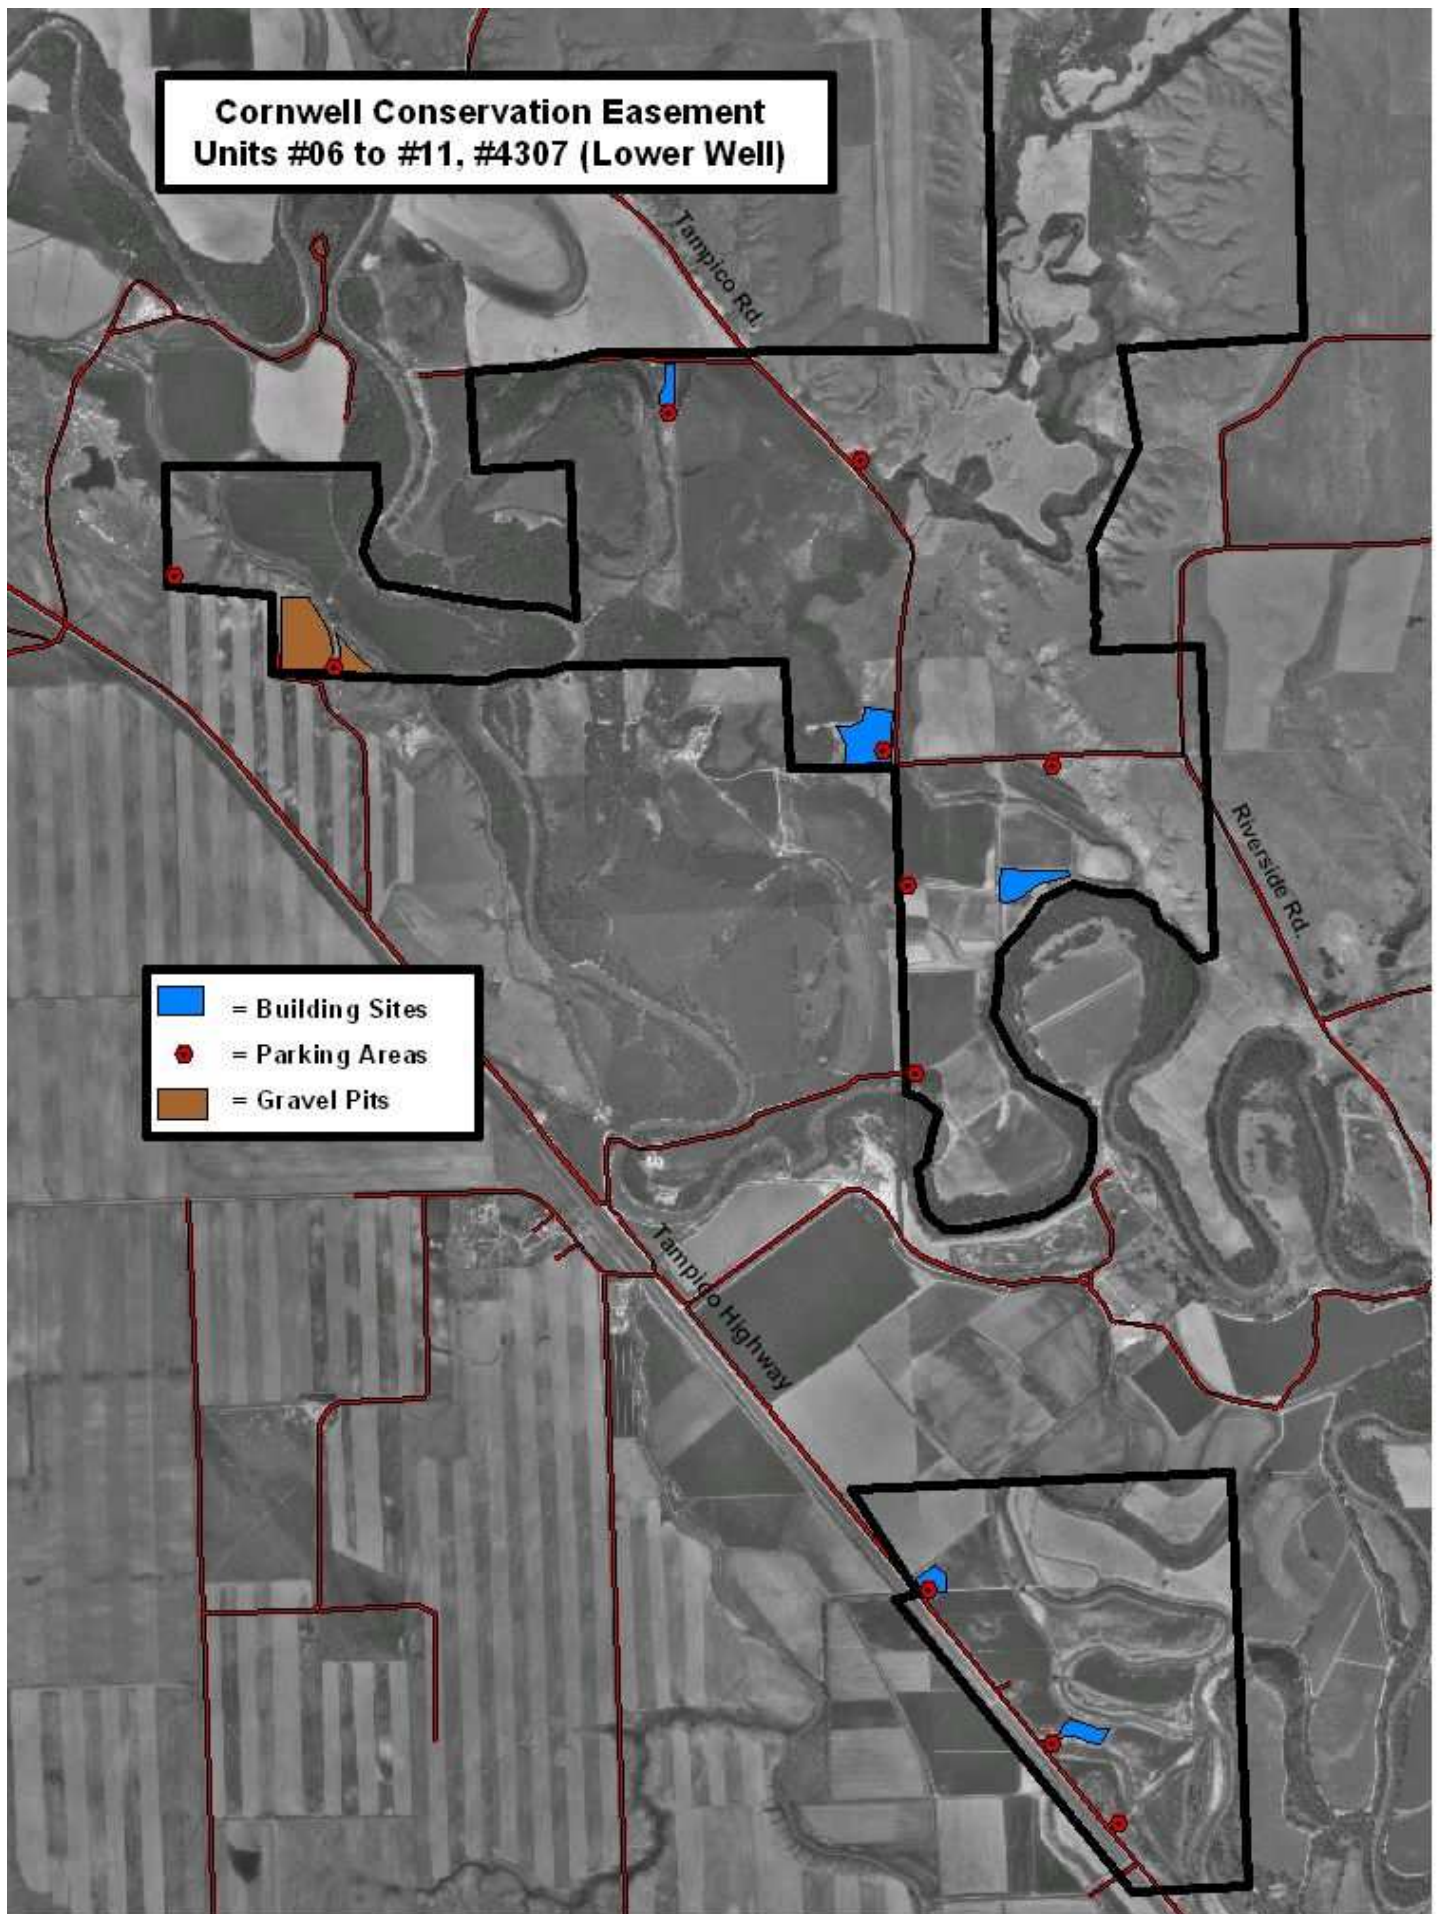 Cornwell Conservation Easement
Units #06 to #11, #4307 (Lower Well)
Tampico Rd.
Riverside Rd.
= Building Sites
= Parking Areas
= Gravel Pits
Tampico Highway